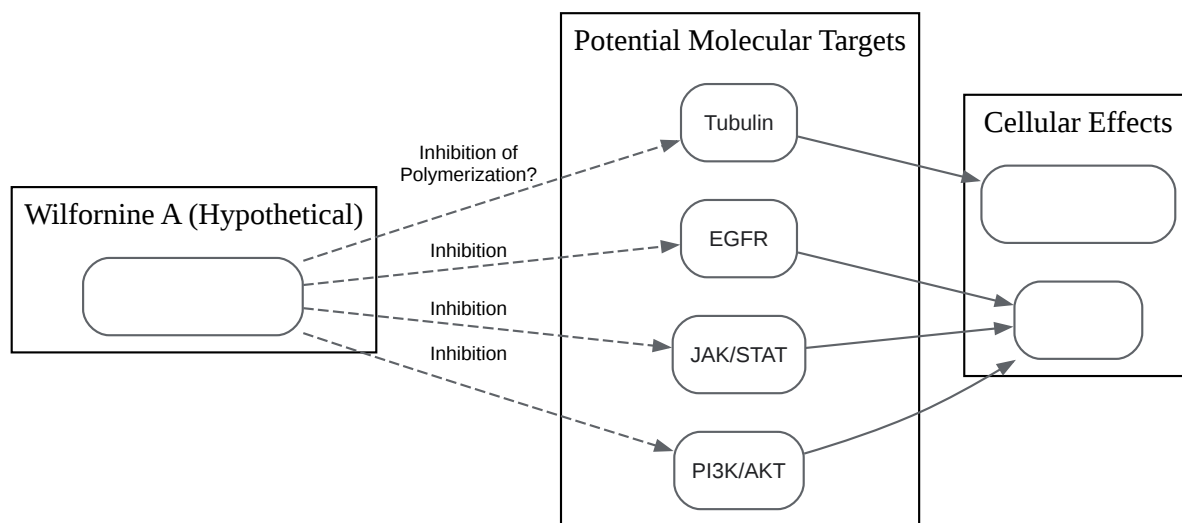 Potential Molecular Targets
Tubulin
Cellular Effects
Inhibition of
Polymerization?
Wilfornine A (Hypothetical)
EGFR
Inhibition
Inhibition
JAK/STAT
Inhibition
PI3K/AKT